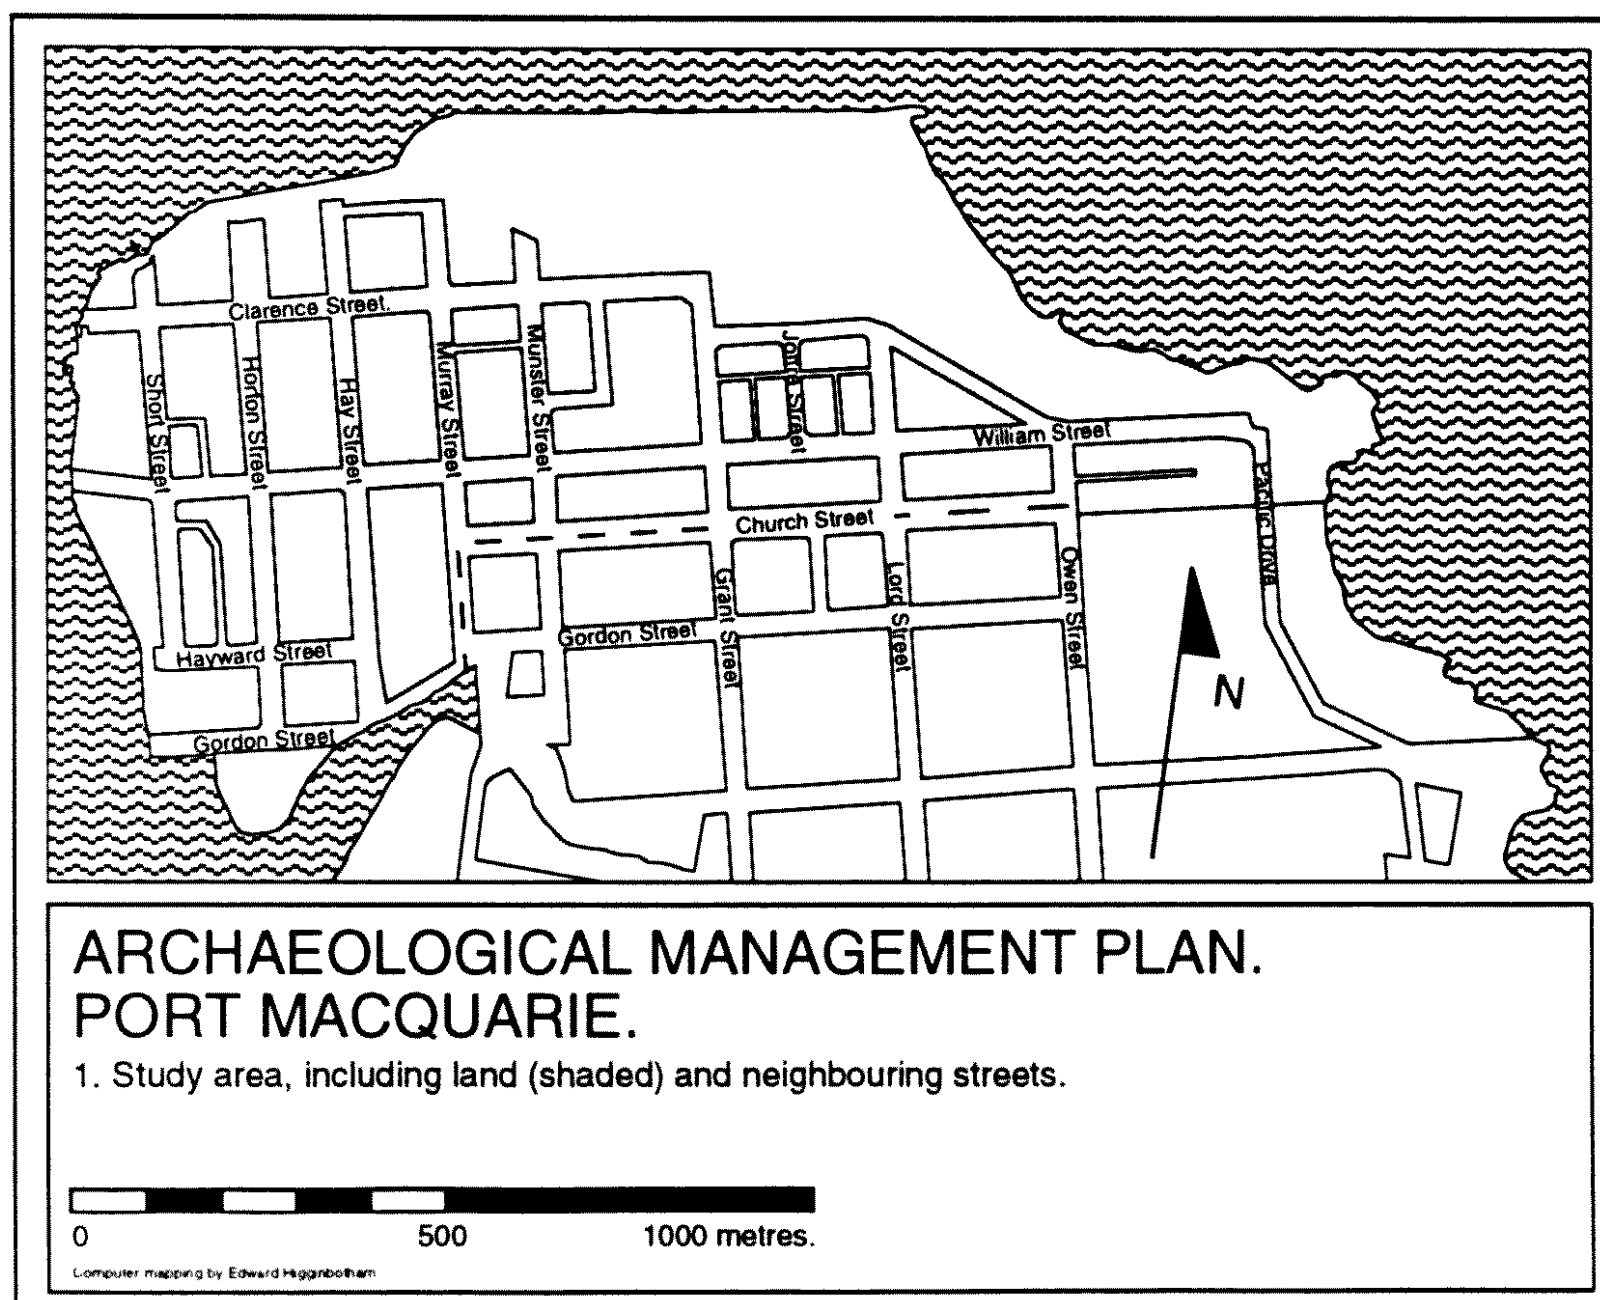 Clarence Street.
Short Street
Horton Street
Hay Street
Murray Street
Munster Street
William Street
Church Street
Pacific Drive
Grant Street
Lord Street
Owen Street
Gordon Street
Hayward Street
Gordon Street
N
ARCHAEOLOGICAL MANAGEMENT PLAN.
PORT MACQUARIE.
1. Study area, including land (shaded) and neighbouring streets.
0 500 1000 metres.
Computer mapping by Edward Higginbotham